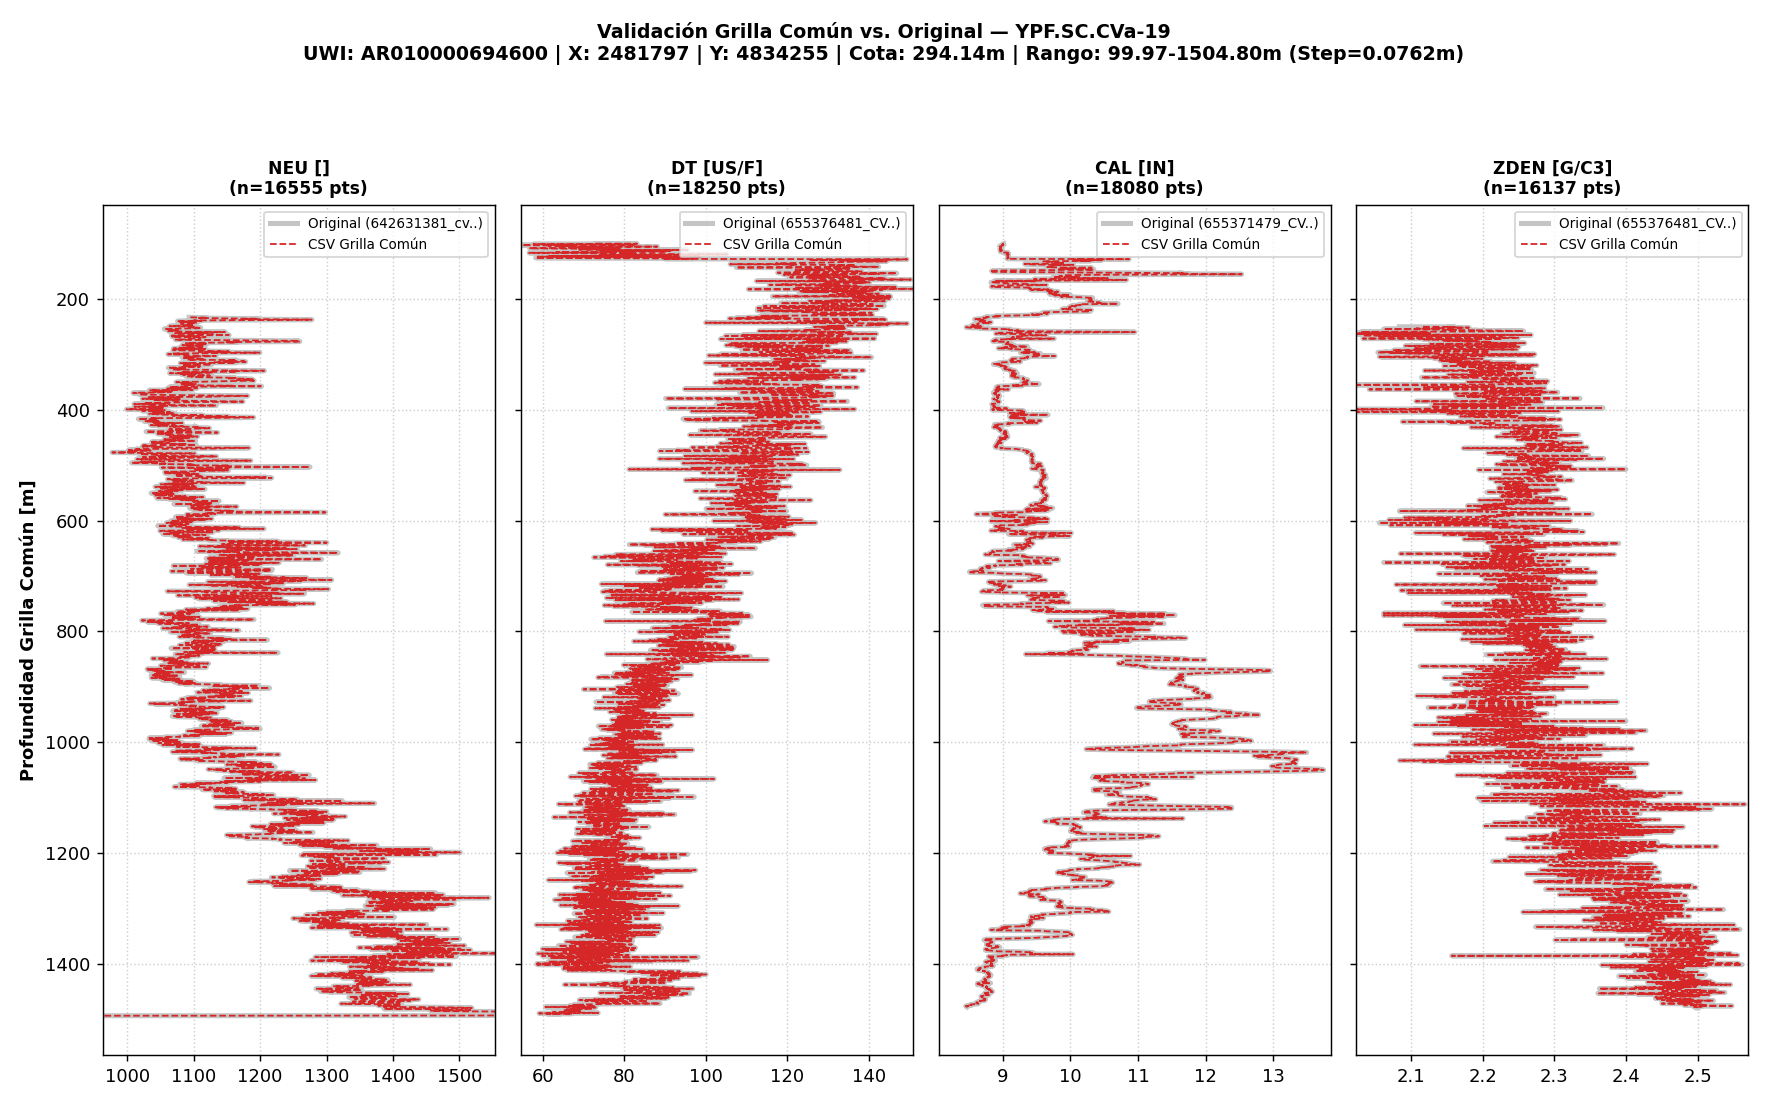 Validación Grilla Común vs. Original — YPF.SC.CVa-19
UWI: AR010000694600 | X: 2481797 | Y: 4834255 | Cota: 294.14m | Rango: 99.97-1504.80m (Step=0.0762m)
NEU []
(n=16555 pts)
DT [US/F]
(n=18250 pts)
CAL [IN]
(n=18080 pts)
ZDEN [G/C3]
(n=16137 pts)
Original (642631381_cv..)
CSV Grilla Común
Original (655376481_CV..)
CSV Grilla Común
Original (655371479_CV..)
CSV Grilla Común
Original (655376481_CV..)
CSV Grilla Común
Profundidad Grilla Común [m]
200
400
600
800
1000
1200
1400
1000 1100 1200 1300 1400 1500
60 80 100 120 140
9 10 11 12 13
2.1 2.2 2.3 2.4 2.5